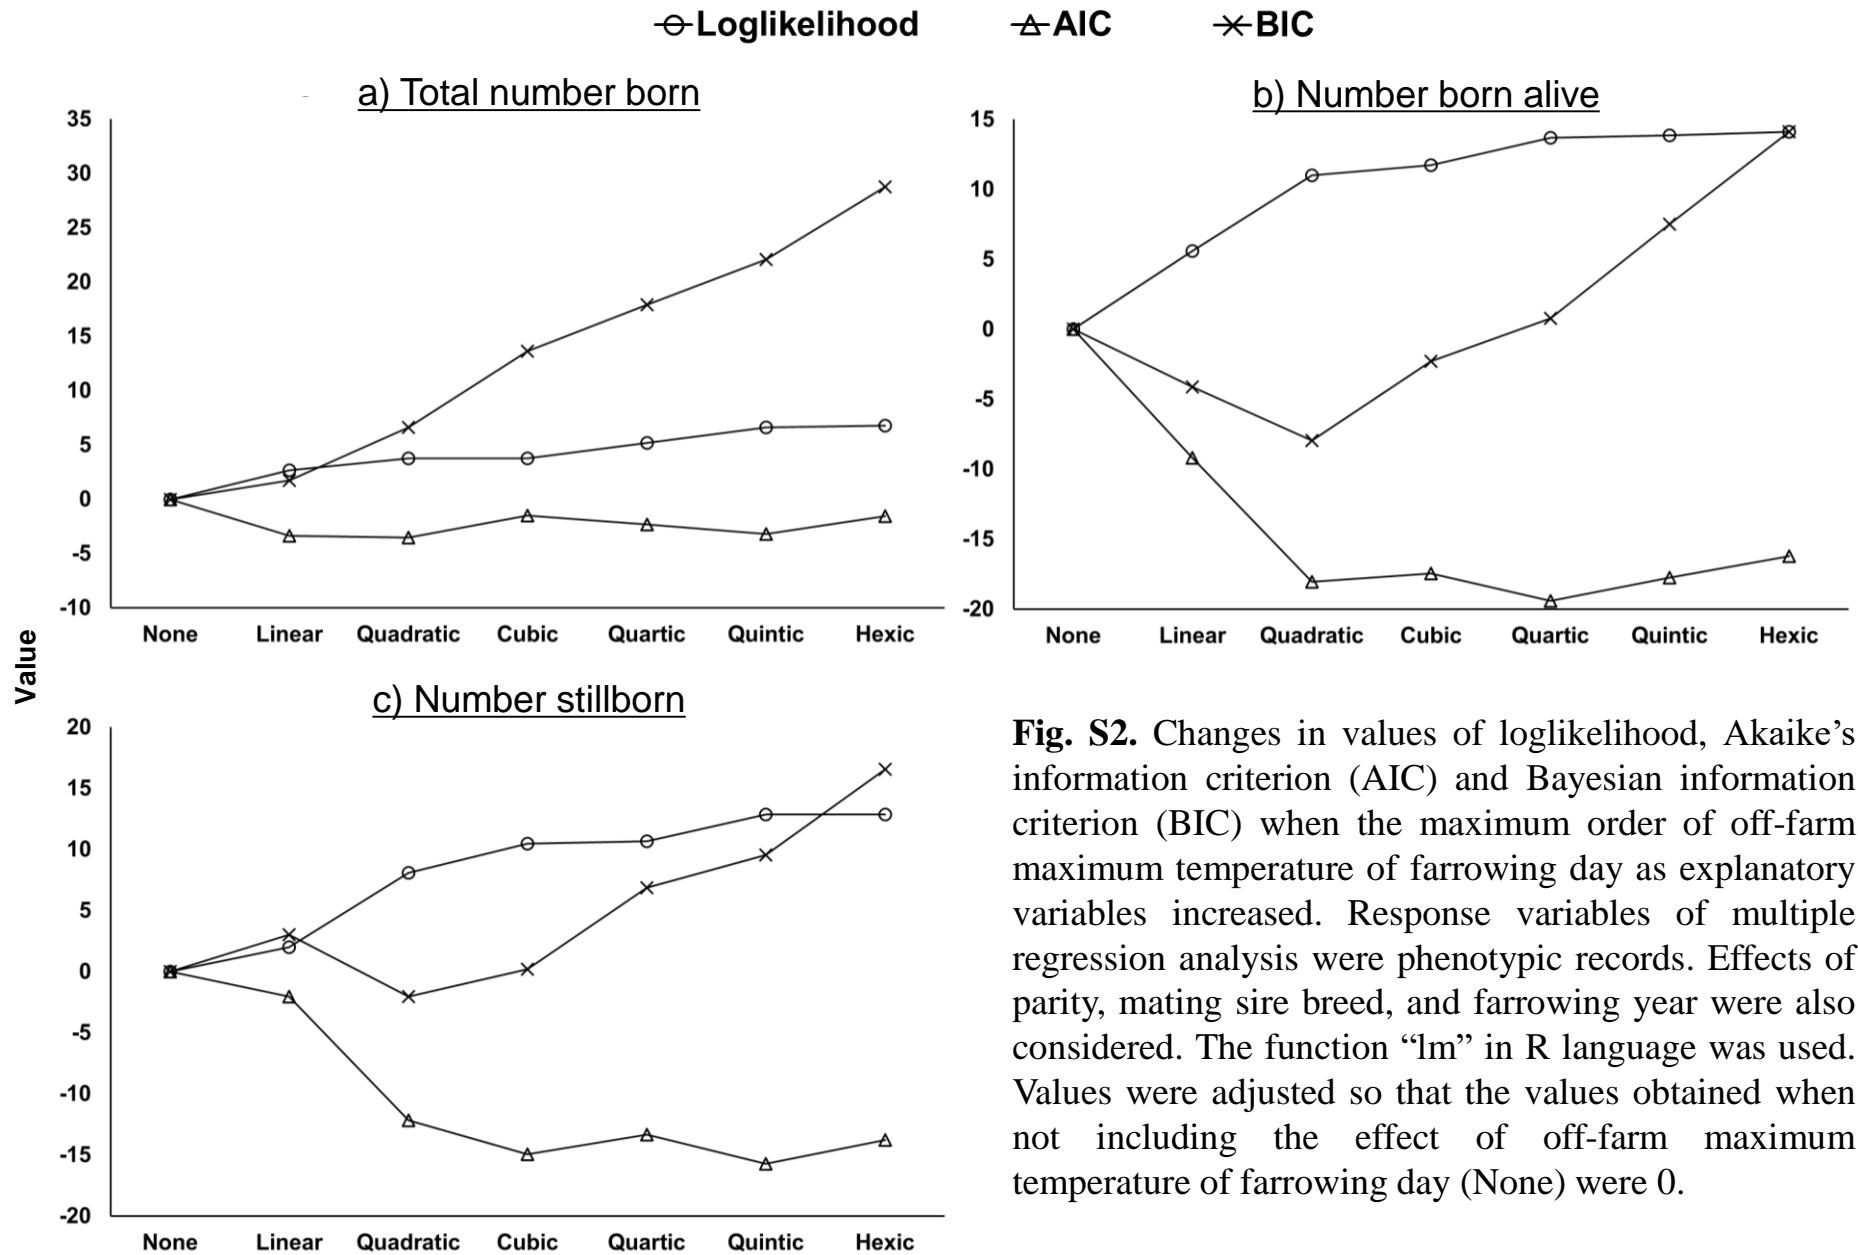 Loglikelihood AIC BIC
a) Total number born
35
30
25
20
15
10
5
0
-5
-10
None Linear Quadratic Cubic Quartic Quintic Hexic
b) Number born alive
15
10
5
0
-5
-10
-15
-20
None Linear Quadratic Cubic Quartic Quintic Hexic
Value
c) Number stillborn
20
15
10
5
0
-5
-10
-15
-20
None Linear Quadratic Cubic Quartic Quintic Hexic
Fig. S2. Changes in values of loglikelihood, Akaike’s
information criterion (AIC) and Bayesian information
criterion (BIC) when the maximum order of off-farm
maximum temperature of farrowing day as explanatory
variables increased. Response variables of multiple
regression analysis were phenotypic records. Effects of
parity, mating sire breed, and farrowing year were also
considered. The function “lm” in R language was used.
Values were adjusted so that the values obtained when
not including the effect of off-farm maximum
temperature of farrowing day (None) were 0.